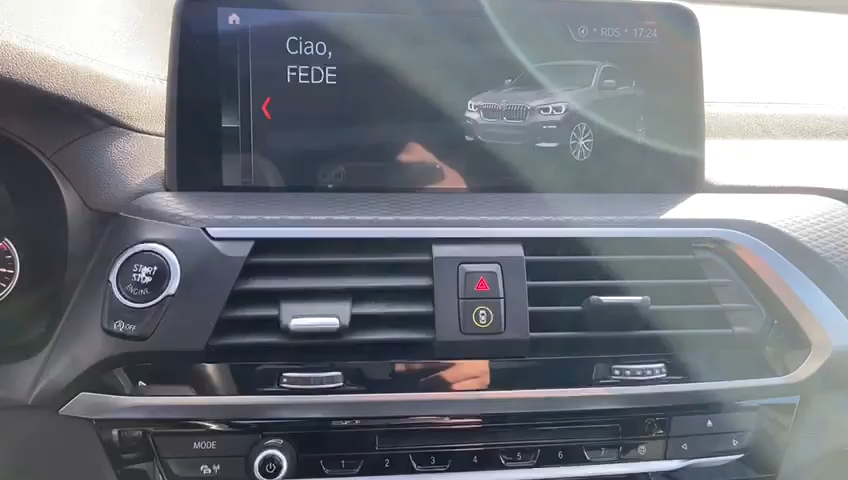 Ciao,
FEDE
* RDS * 17:24
START
STOP
ENGINE
OFF
MODE
1 2 3 4 5 6 7